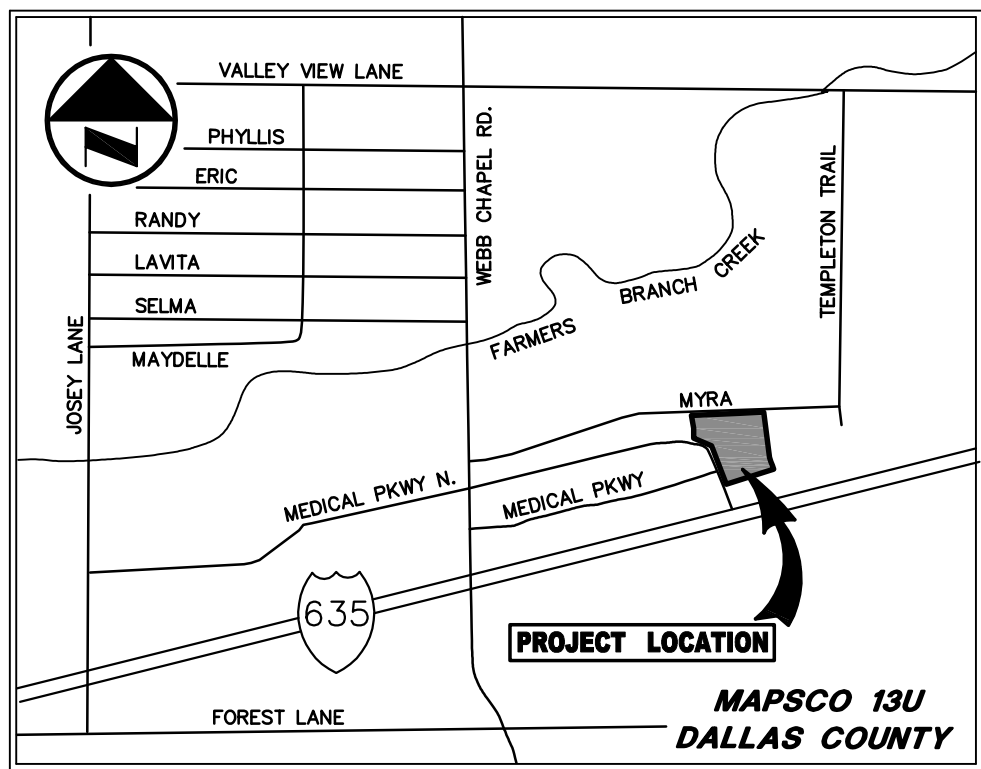 VALLEY VIEW LANE
PHYLLIS
ERIC
RANDY
LAVITA
SELMA
MAYDELLE
JOSEY LANE
WEBB CHAPEL RD.
TEMPLETON TRAIL
FARMERS BRANCH CREEK
MYRA
MEDICAL PKWY N.
MEDICAL PKWY
635
PROJECT LOCATION
FOREST LANE
MAPSCO 13U
DALLAS COUNTY
N